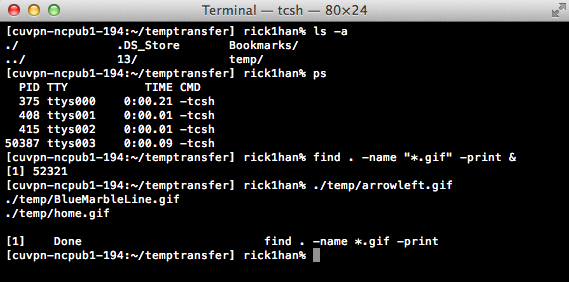 Terminal — tcsh — 80×24
[cuvpn-ncpub1-194:~/temptransfer] rick1han% ls -a
./ .DS_Store Bookmarks/
../ 13/ temp/
[cuvpn-ncpub1-194:~/temptransfer] rick1han% ps
PID TTY TIME CMD
375 ttys000 0:00.21 -tcsh
408 ttys001 0:00.01 -tcsh
415 ttys002 0:00.01 -tcsh
50387 ttys003 0:00.09 -tcsh
[cuvpn-ncpub1-194:~/temptransfer] rick1han% find . -name "*.gif" -print &
[1] 52321
[cuvpn-ncpub1-194:~/temptransfer] rick1han% ./temp/arrowleft.gif
./temp/BlueMarbleLine.gif
./temp/home.gif
[1] Done find . -name *.gif -print
[cuvpn-ncpub1-194:~/temptransfer] rick1han%